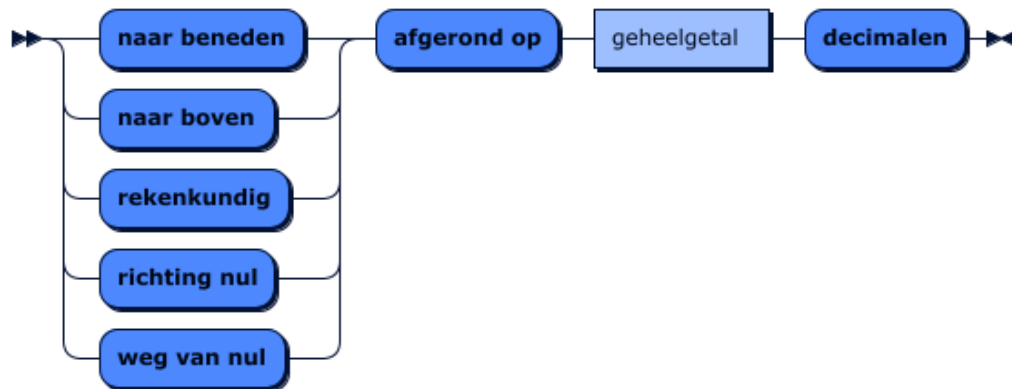 naar beneden afgerond op geheelgetal decimalen
naar boven
rekenkundig
richting nul
weg van nul